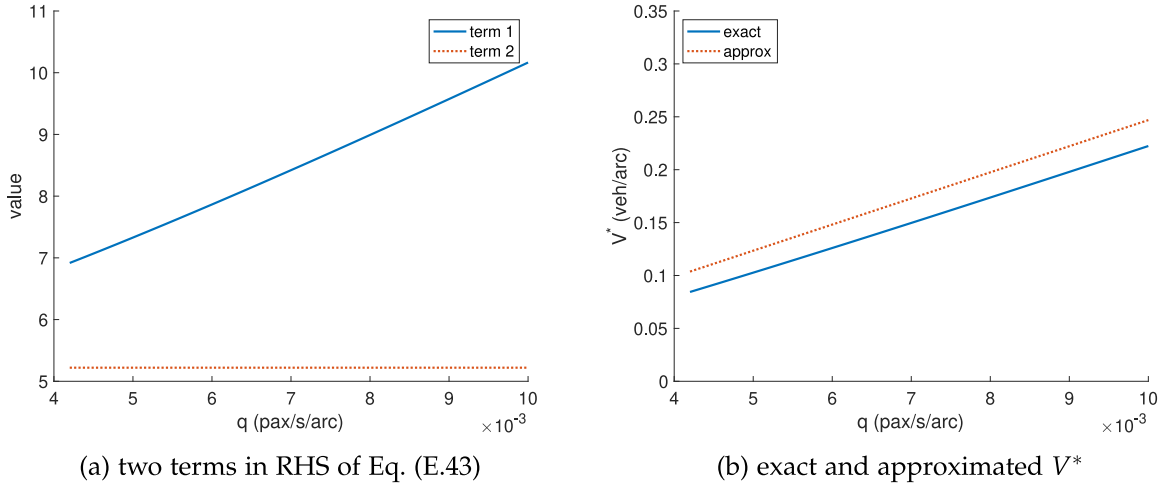 11
10
9
8
7
6
5
value
term 1
term 2
4 5 6 7 8 9 10
q (pax/s/arc)
×10⁻³
(a) two terms in RHS of Eq. (E.43)
0.35
0.3
0.25
0.2
0.15
0.1
0.05
0
V* (veh/arc)
exact
approx
4 5 6 7 8 9 10
q (pax/s/arc)
×10⁻³
(b) exact and approximated V*